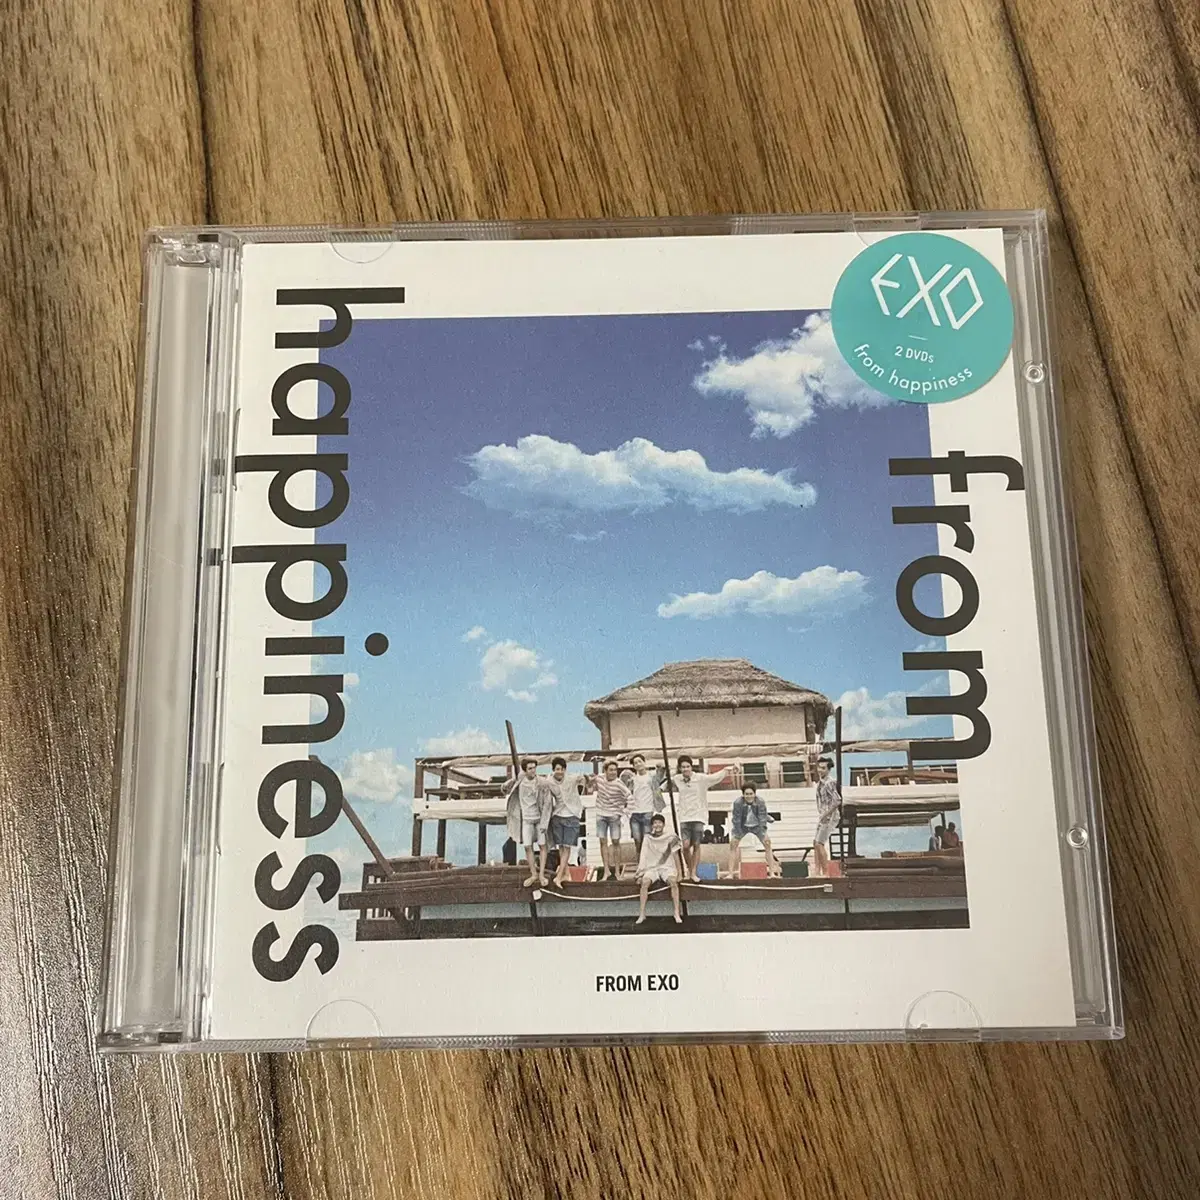 happiness
EXO
2 DVDs
from happiness
from
FROM EXO